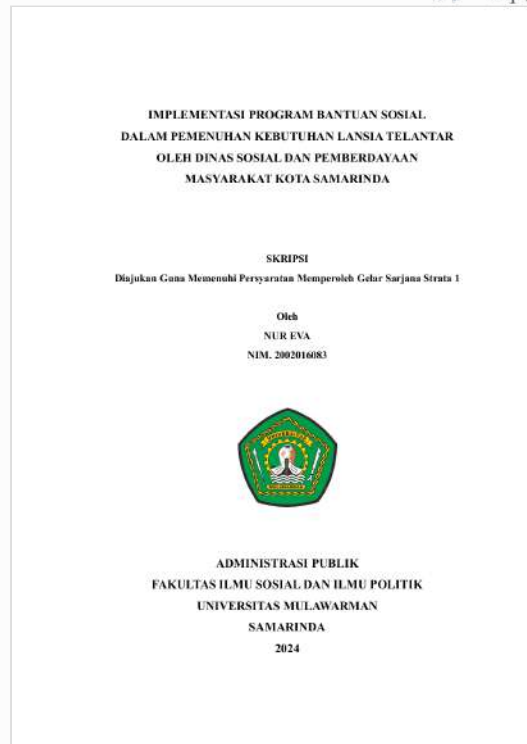 IMPLEMENTASI PROGRAM BANTUAN SOSIAL
DALAM PEMENUHAN KEBUTUHAN LANSIA TELANTAR
OLEH DINAS SOSIAL DAN PEMBERDAYAAN
MASYARAKAT KOTA SAMARINDA
SKRIPSI
Diajukan Guna Memenuhi Persyaratan Memperoleh Gelar Sarjana Strata 1
Oleh
NUR EVA
NIM. 2002016083
ADMINISTRASI PUBLIK
FAKULTAS ILMU SOSIAL DAN ILMU POLITIK
UNIVERSITAS MULAWARMAN
SAMARINDA
2024